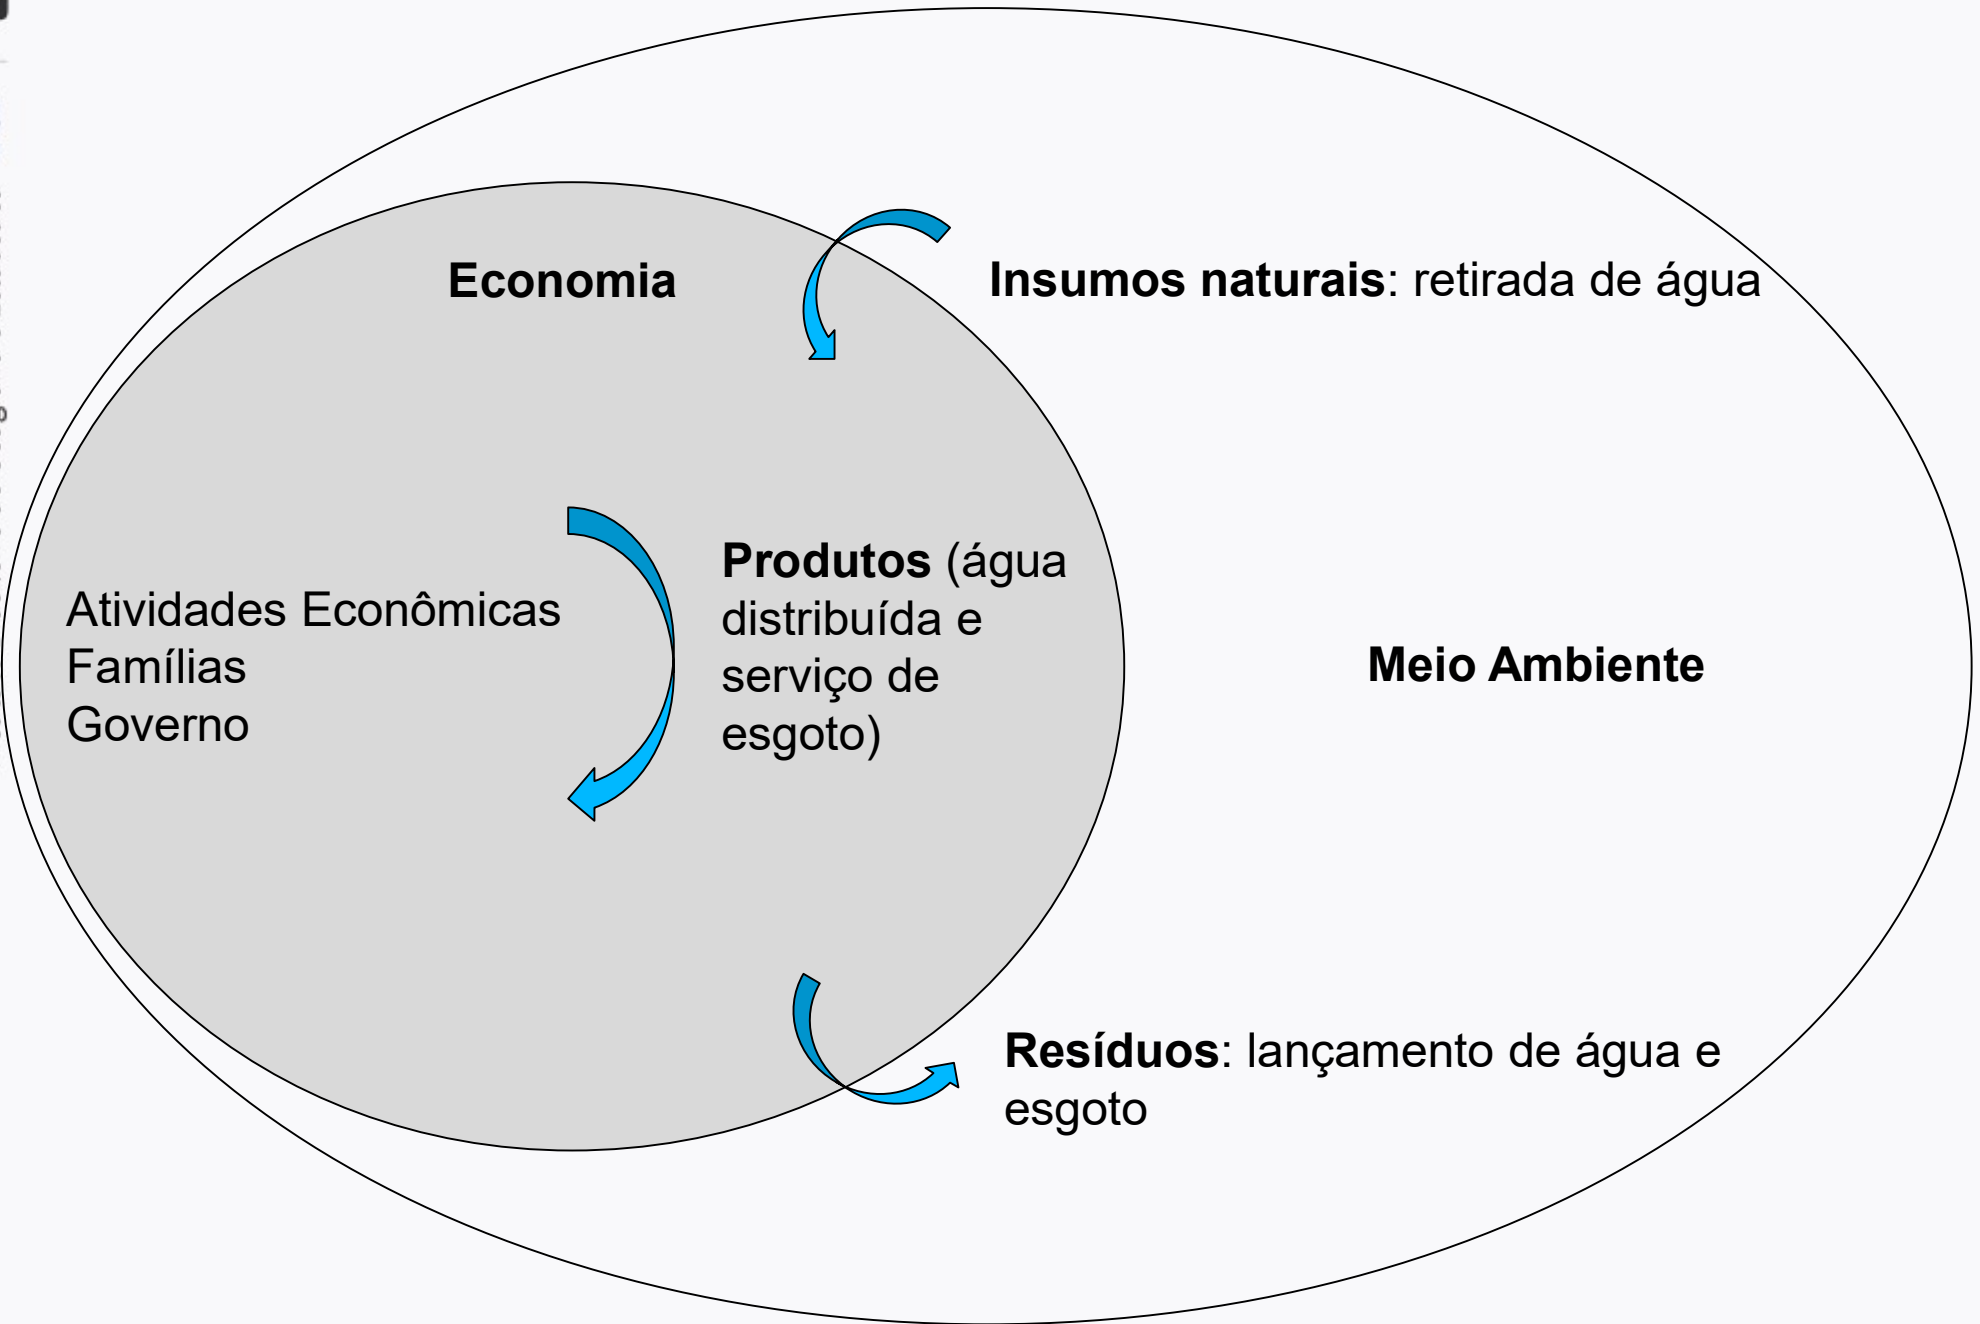 Economia
Insumos naturais: retirada de água
Produtos (água
distribuída e
serviço de
esgoto)
Atividades Econômicas
Famílias
Governo
Meio Ambiente
Resíduos: lançamento de água e
esgoto